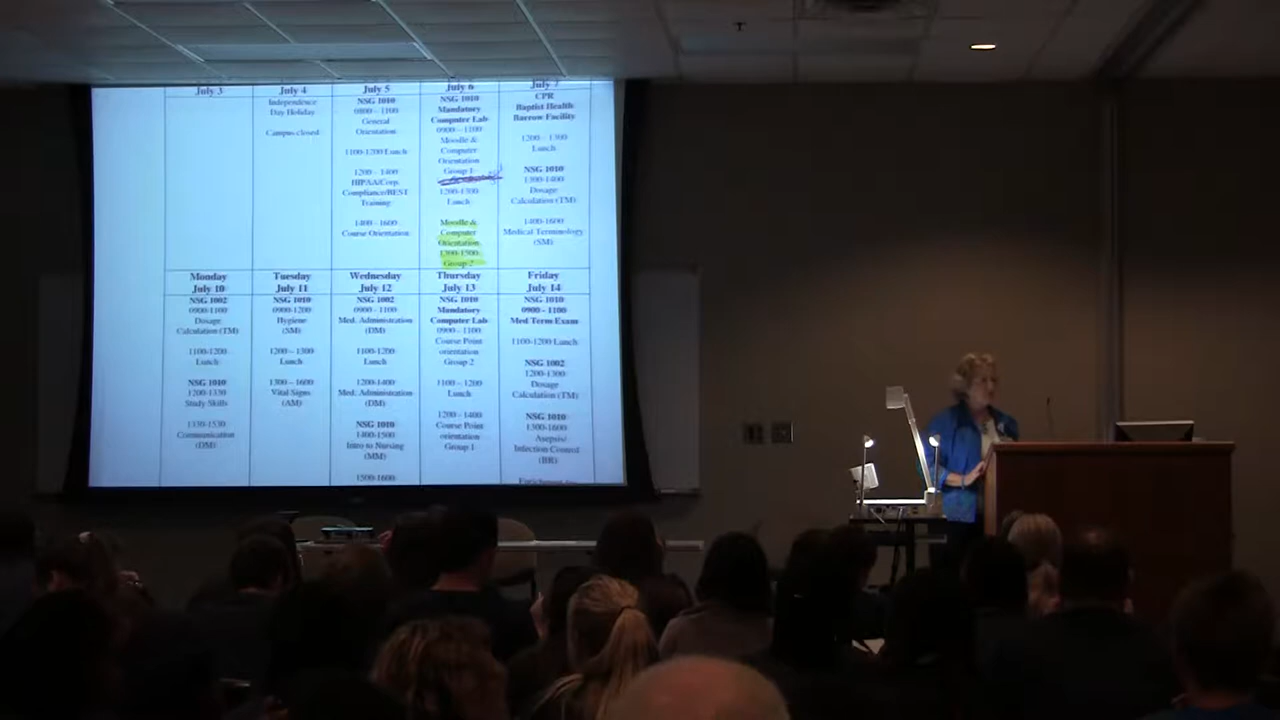 July 3
July 4
Independence
Day Holiday
Campus closed
July 5
NSG 1010
0800 – 1100
General
Orientation
1100-1200 Lunch
1200 – 1400
HIPAA/Corp.
Compliance/REST
Training
1400 – 1600
Course Orientation
July 6
NSG 1010
Mandatory
Computer Lab
0900 – 1100
Moodle &
Computer
Orientation
Group 1
1200-1300
Lunch
Moodle &
Computer
Orientation
1300-1500
Group 2
July 7
CPR
Baptist Health
Barrow Facility
1200 – 1300
Lunch
NSG 1010
1300-1400
Dosage
Calculation (TM)
1400-1600
Medical Terminology
(SM)
Monday
July 10
NSG 1002
0900-1100
Dosage
Calculation (TM)
1100-1200
Lunch
NSG 1010
1200-1330
Study Skills
1330-1530
Communication
(DM)
Tuesday
July 11
NSG 1010
0900-1200
Hygiene
(SM)
1200 – 1300
Lunch
1300 – 1600
Vital Signs
(AM)
Wednesday
July 12
NSG 1002
0900 – 1100
Med. Administration
(DM)
1100-1200
Lunch
1200-1400
Med. Administration
(DM)
NSG 1010
1400-1500
Intro to Nursing
(MM)
1500-1600
Thursday
July 13
NSG 1010
Mandatory
Computer Lab
0900 – 1100
Course Point
orientation
Group 2
1100 – 1200
Lunch
1200 – 1400
Course Point
orientation
Group 1
Friday
July 14
NSG 1010
0900 – 1100
Med Term Exam
1100-1200 Lunch
NSG 1002
1200-1300
Dosage
Calculation (TM)
NSG 1010
1300-1600
Asepsis/
Infection Control
(BR)